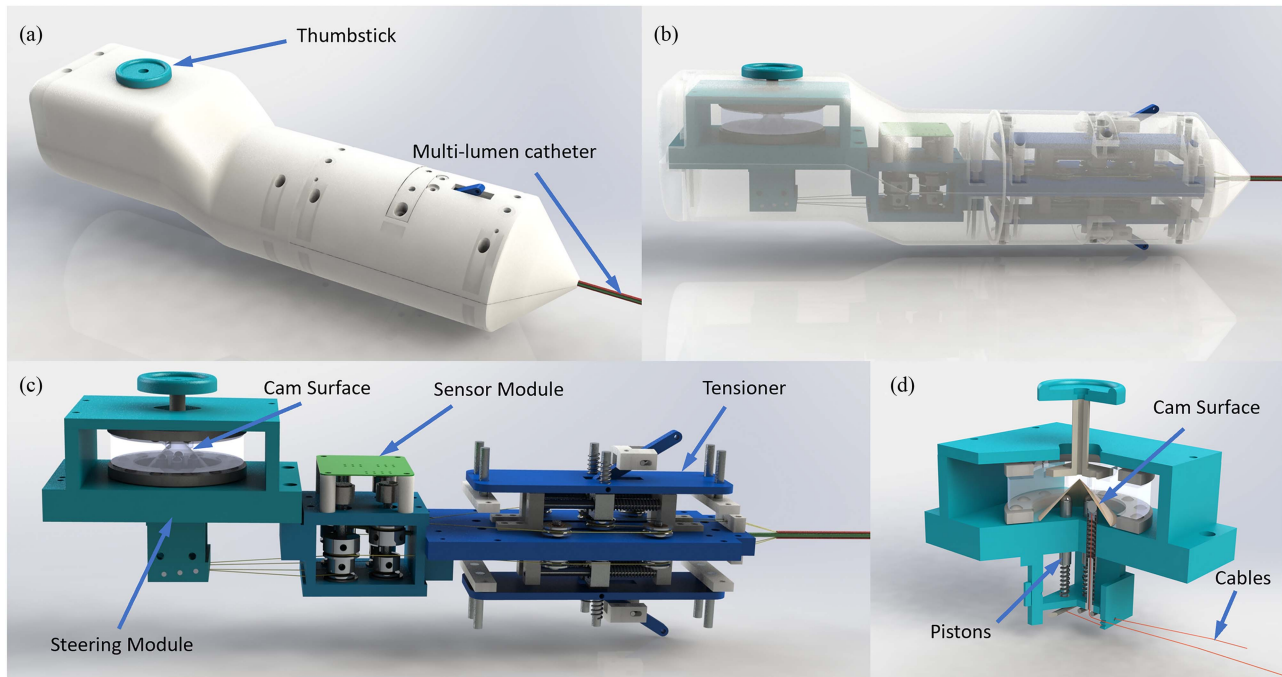 (a)
Thumbstick
Multi-lumen catheter
(b)
(c)
Cam Surface
Sensor Module
Tensioner
Steering Module
(d)
Cam Surface
Cables
Pistons